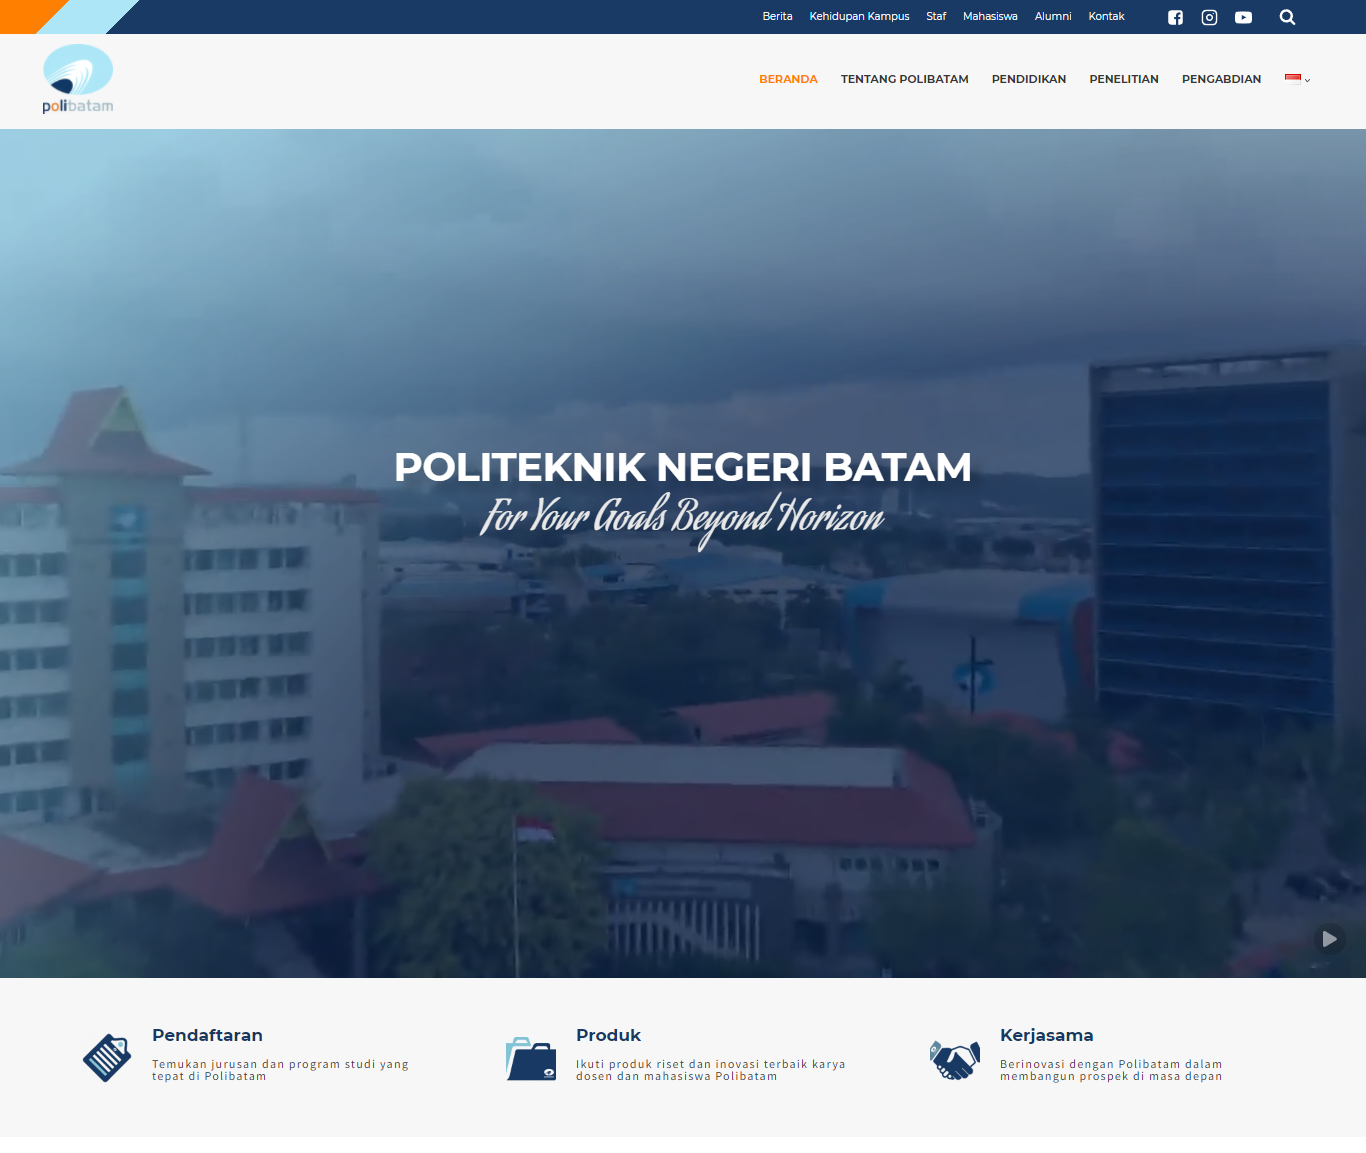 Berita Kehidupan Kampus Staf Mahasiswa Alumni Kontak
polibatam
BERANDA TENTANG POLIBATAM PENDIDIKAN PENELITIAN PENGABDIAN
POLITEKNIK NEGERI BATAM
For Your Goals Beyond Horizon
Pendaftaran
Temukan jurusan dan program studi yang
tepat di Polibatam
Produk
Ikuti produk riset dan inovasi terbaik karya
dosen dan mahasiswa Polibatam
Kerjasama
Berinovasi dengan Polibatam dalam
membangun prospek di masa depan